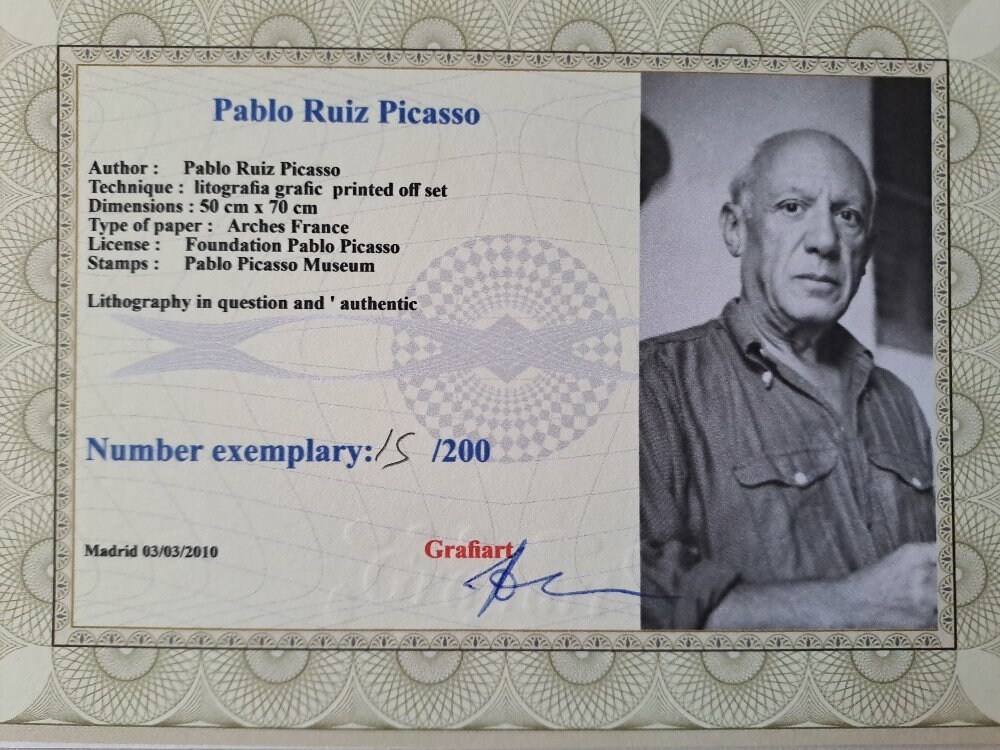 Pablo Ruiz Picasso
Author : Pablo Ruiz Picasso
Technique : litografia grafic printed off set
Dimensions : 50 cm x 70 cm
Type of paper : Arches France
License : Foundation Pablo Picasso
Stamps : Pablo Picasso Museum
Lithography in question and ' authentic
Number exemplary: 15 /200
Madrid 03/03/2010
Grafiart